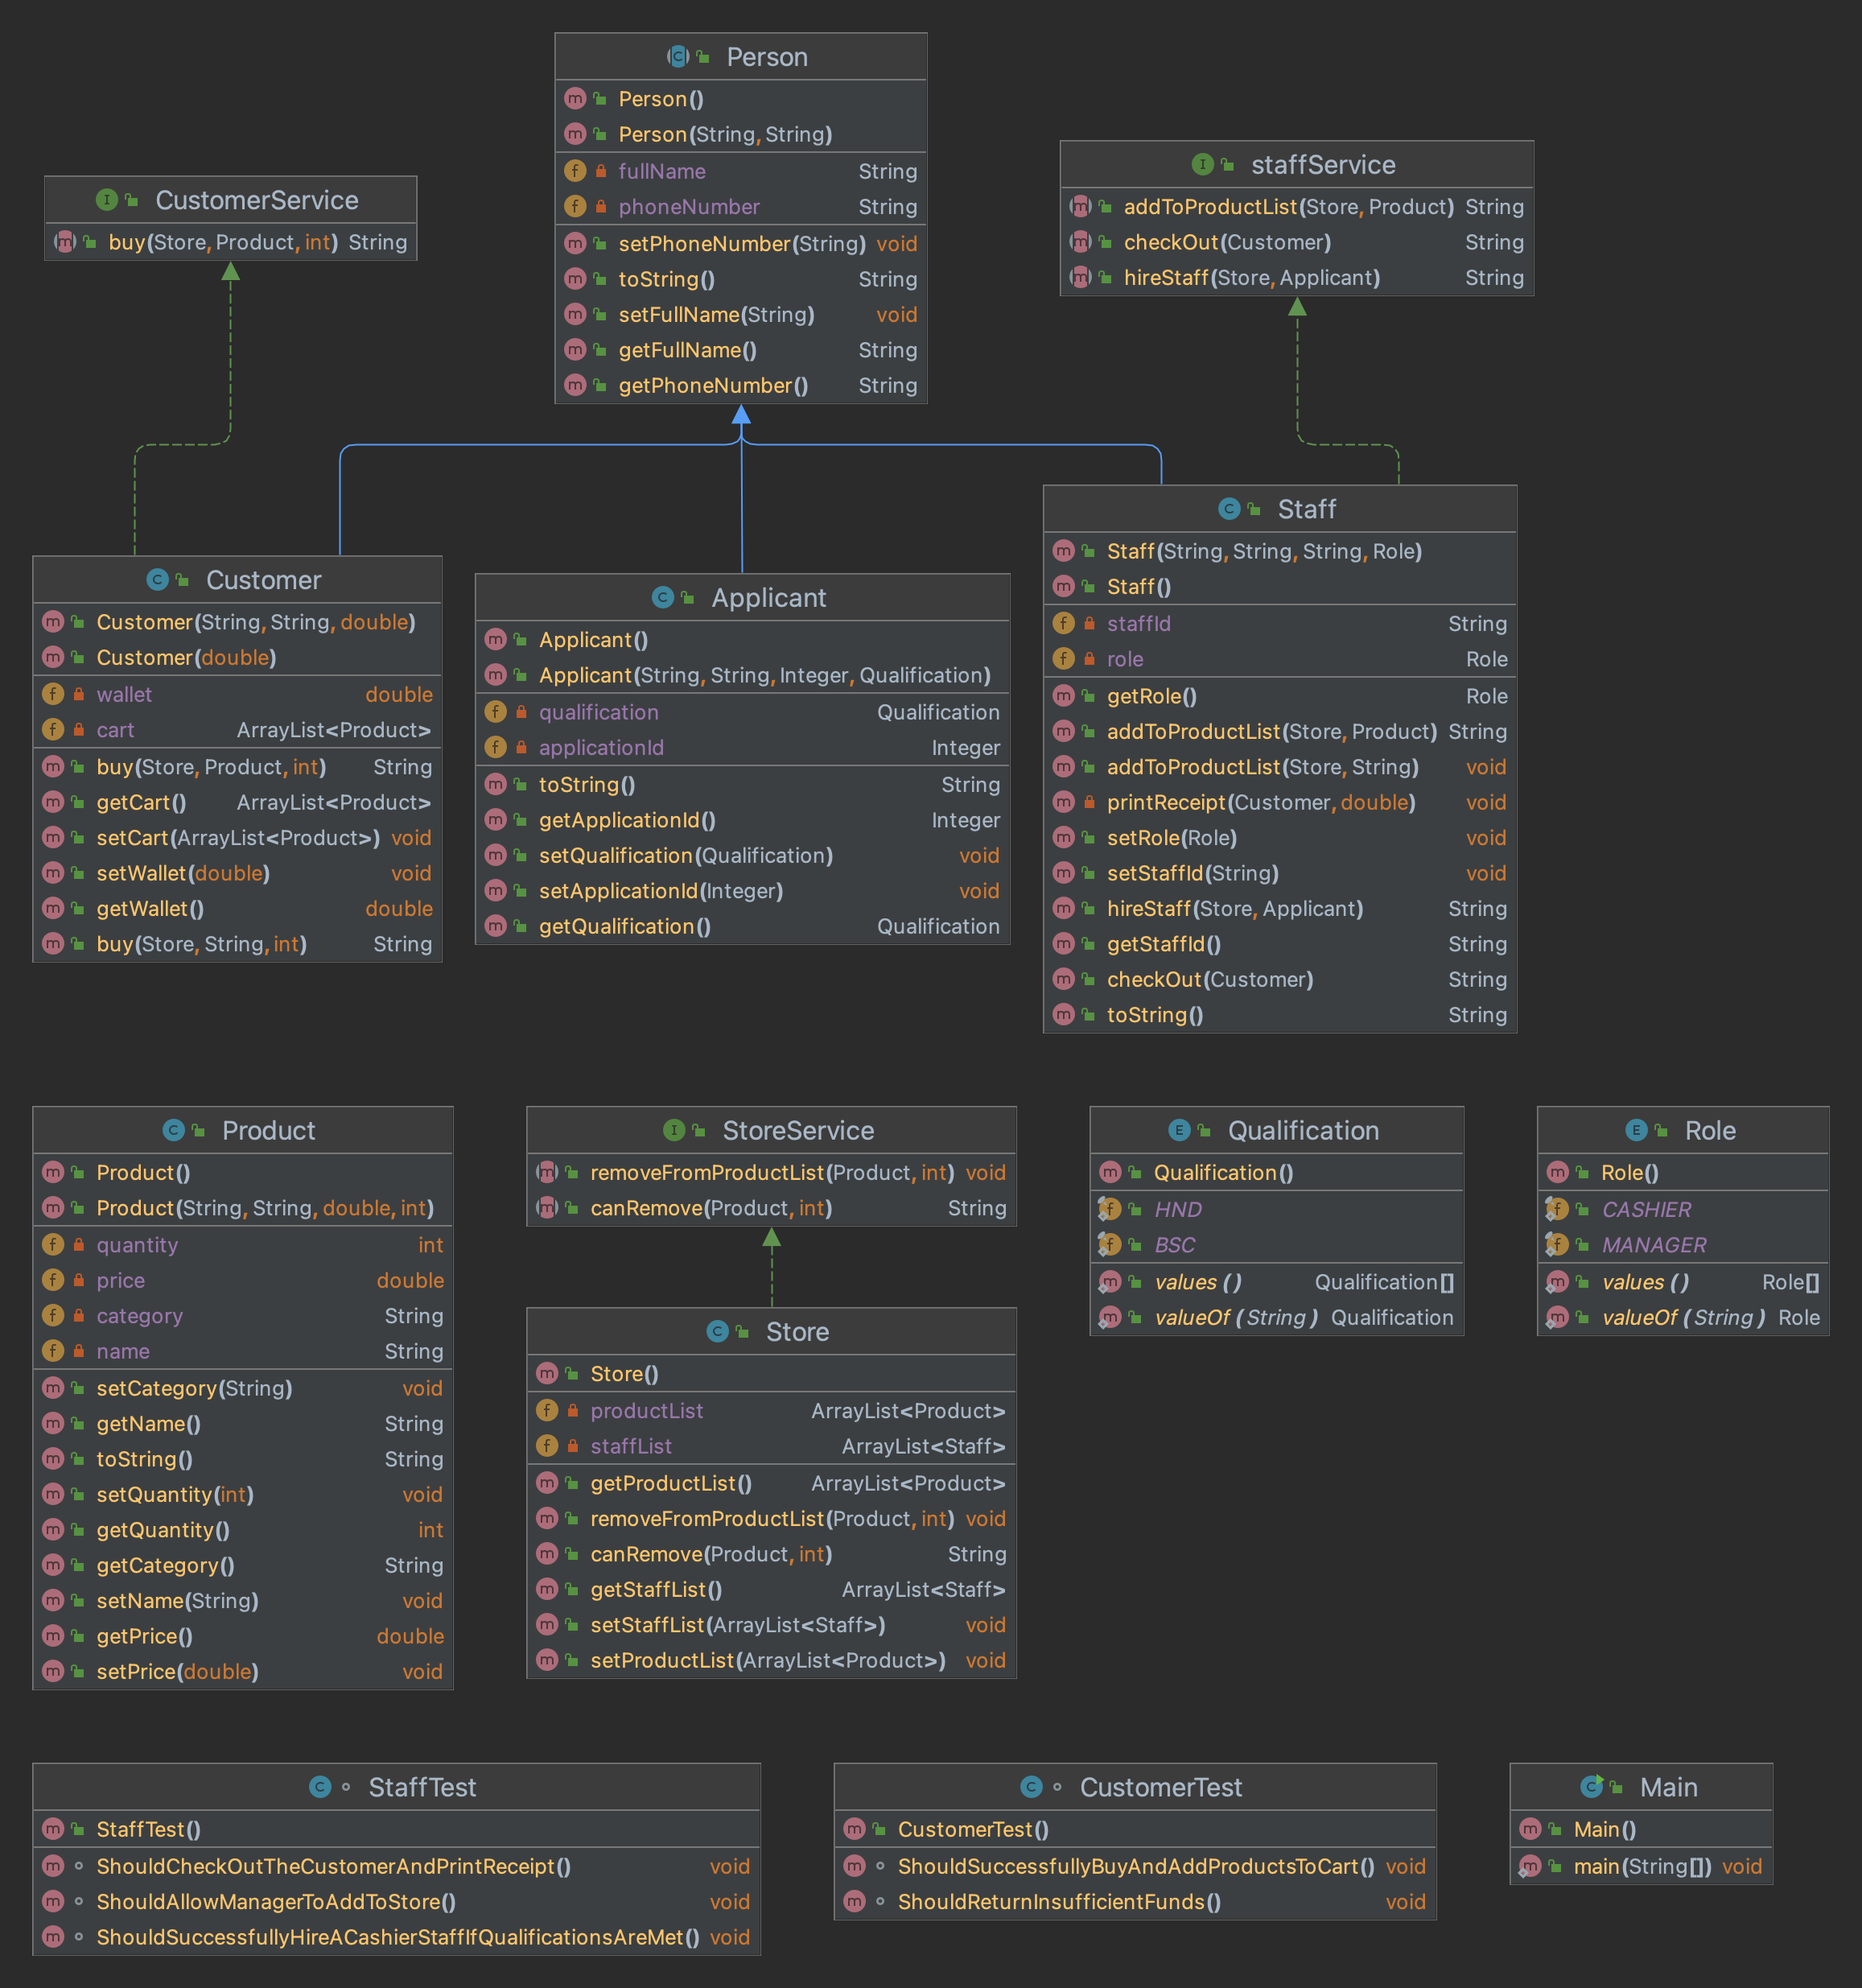 Person
Person()
Person(String, String)
fullName String
phoneNumber String
setPhoneNumber(String) void
toString() String
setFullName(String) void
getFullName() String
getPhoneNumber() String
CustomerService
buy(Store, Product, int) String
staffService
addToProductList(Store, Product) String
checkOut(Customer) String
hireStaff(Store, Applicant) String
Customer
Customer(String, String, double)
Customer(double)
wallet double
cart ArrayList<Product>
buy(Store, Product, int) String
getCart() ArrayList<Product>
setCart(ArrayList<Product>) void
setWallet(double) void
getWallet() double
buy(Store, String, int) String
Applicant
Applicant()
Applicant(String, String, Integer, Qualification)
qualification Qualification
applicationId Integer
toString() String
getApplicationId() Integer
setQualification(Qualification) void
setApplicationId(Integer) void
getQualification() Qualification
Staff
Staff(String, String, String, Role)
Staff()
staffId String
role Role
getRole() Role
addToProductList(Store, Product) String
addToProductList(Store, String) void
printReceipt(Customer, double) void
setRole(Role) void
setStaffId(String) void
hireStaff(Store, Applicant) String
getStaffId() String
checkOut(Customer) String
toString() String
Product
Product()
Product(String, String, double, int)
quantity int
price double
category String
name String
setCategory(String) void
getName() String
toString() String
setQuantity(int) void
getQuantity() int
getCategory() String
setName(String) void
getPrice() double
setPrice(double) void
StoreService
removeFromProductList(Product, int) void
canRemove(Product, int) String
Store
Store()
productList ArrayList<Product>
staffList ArrayList<Staff>
getProductList() ArrayList<Product>
removeFromProductList(Product, int) void
canRemove(Product, int) String
getStaffList() ArrayList<Staff>
setStaffList(ArrayList<Staff>) void
setProductList(ArrayList<Product>) void
Qualification
Qualification()
HND
BSC
values() Qualification[]
valueOf(String) Qualification
Role
Role()
CASHIER
MANAGER
values() Role[]
valueOf(String) Role
StaffTest
StaffTest()
ShouldCheckOutTheCustomerAndPrintReceipt() void
ShouldAllowManagerToAddToStore() void
ShouldSuccessfullyHireACashierStaffIfQualificationsAreMet() void
CustomerTest
CustomerTest()
ShouldSuccessfullyBuyAndAddProductsToCart() void
ShouldReturnInsufficientFunds() void
Main
Main()
main(String[]) void